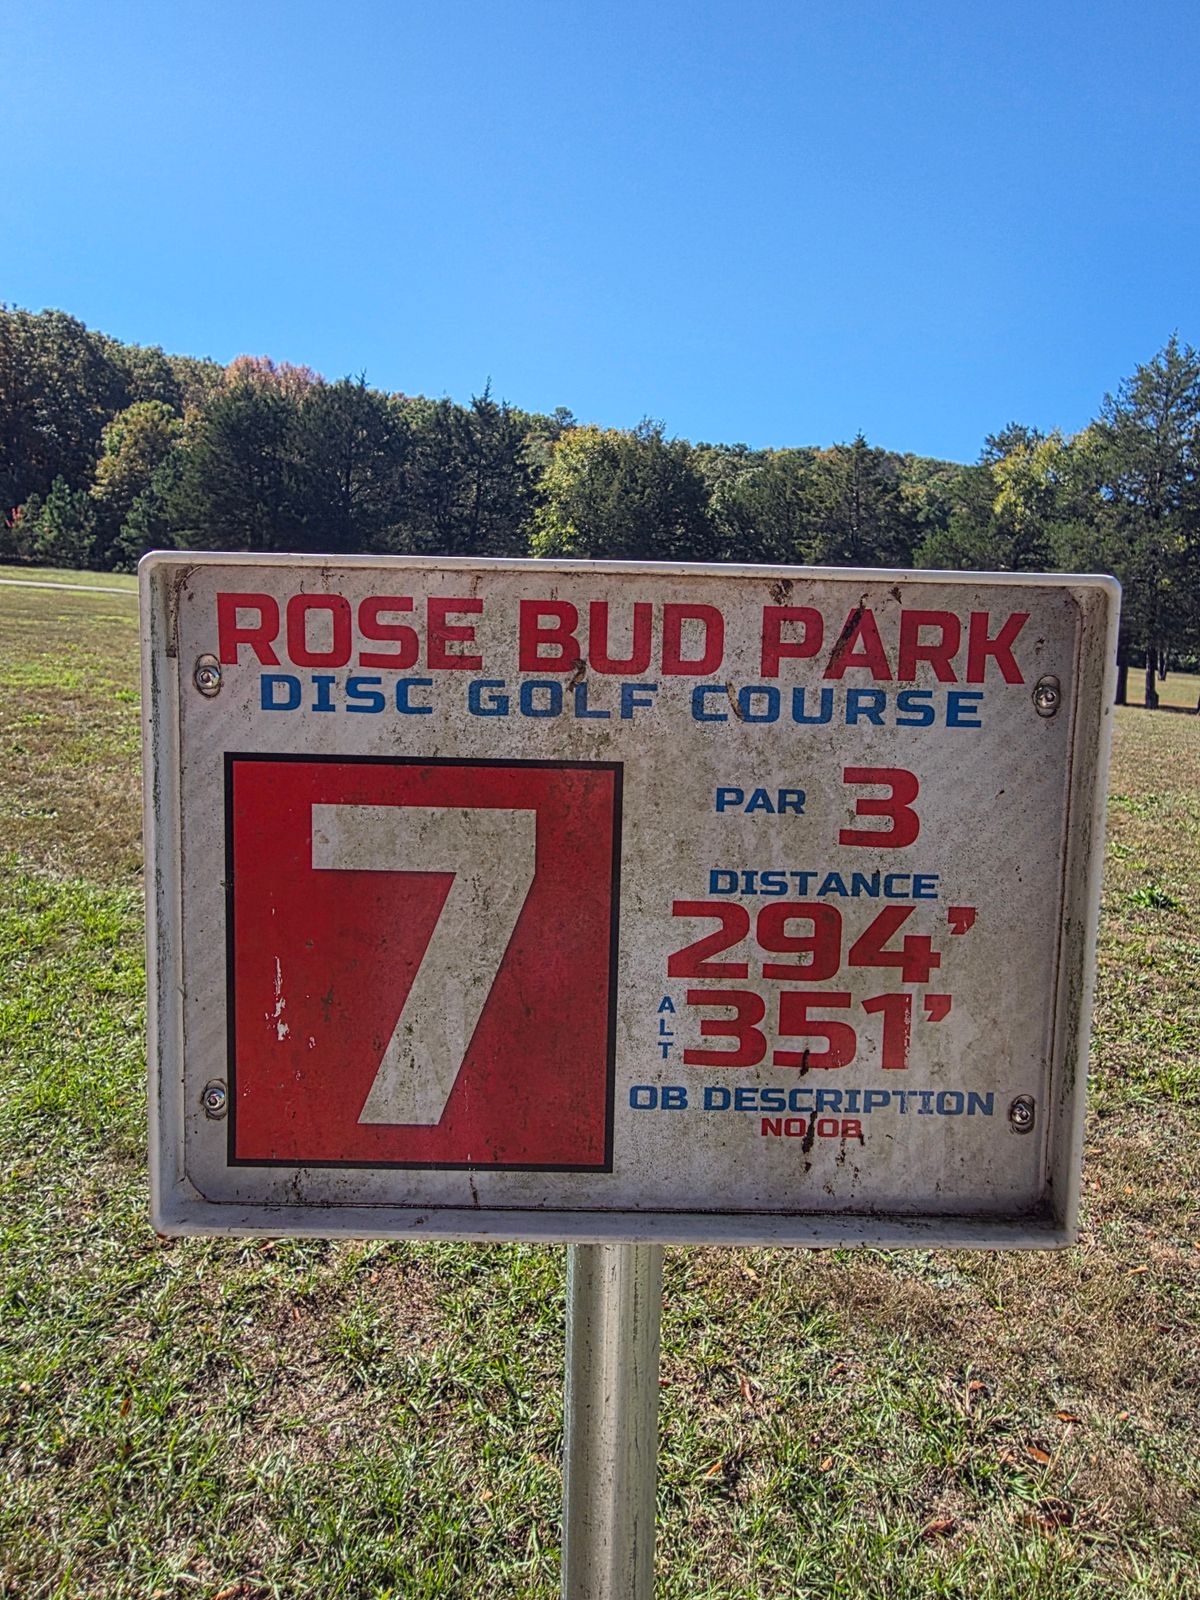 ROSE BUD PARK
DISC GOLF COURSE
7
PAR 3
DISTANCE
294'
ALT 351'
OB DESCRIPTION
NO OB